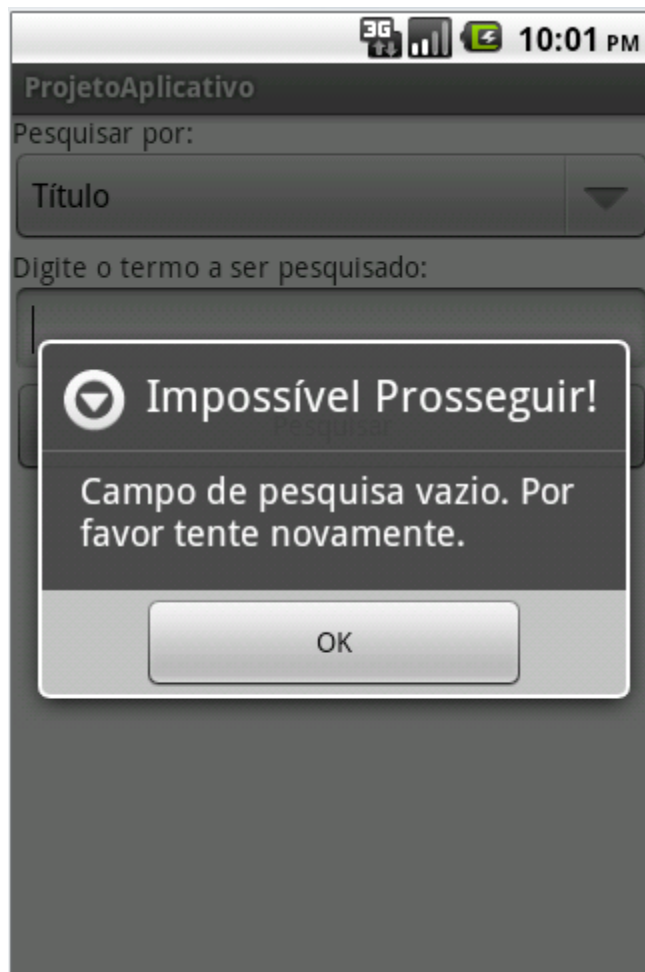 3G
10:01 PM
ProjetoAplicativo
Pesquisar por:
Título
Digite o termo a ser pesquisado:
Impossível Prosseguir!
Pesquisar
Campo de pesquisa vazio. Por
favor tente novamente.
OK